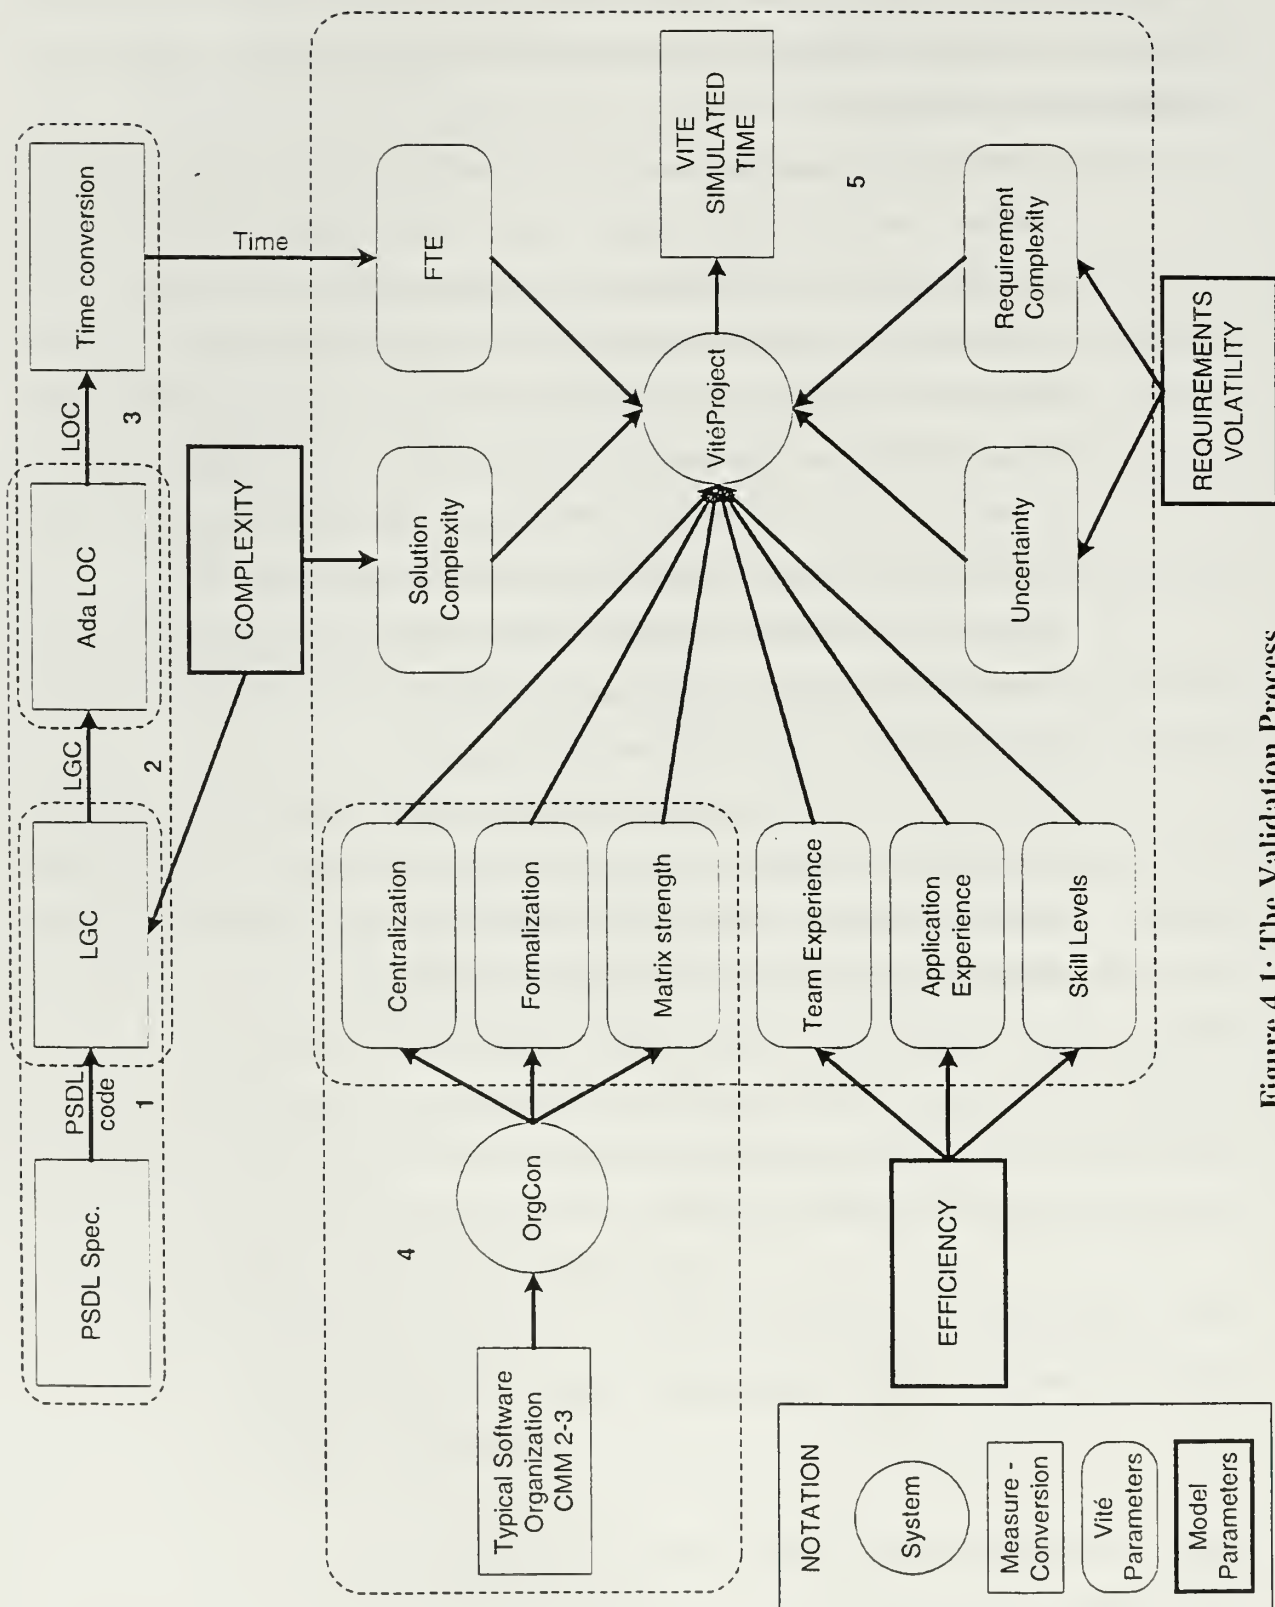 PSDL Spec.
PSDL
code
1
LGC
LGC
2
Ada LOC
LOC
3
Time conversion
Time
COMPLEXITY
Typical Software
Organization
CMM 2-3
4
OrgCon
Centralization
Formalization
Matrix strength
Solution
Complexity
FTE
VitéProject
VITE
SIMULATED
TIME
5
EFFICIENCY
Team Experience
Application
Experience
Skill Levels
Uncertainty
Requirement
Complexity
REQUIREMENTS
VOLATILITY
NOTATION
System
Measure -
Conversion
Vité
Parameters
Model
Parameters
Figure 4.1: The Validation Process